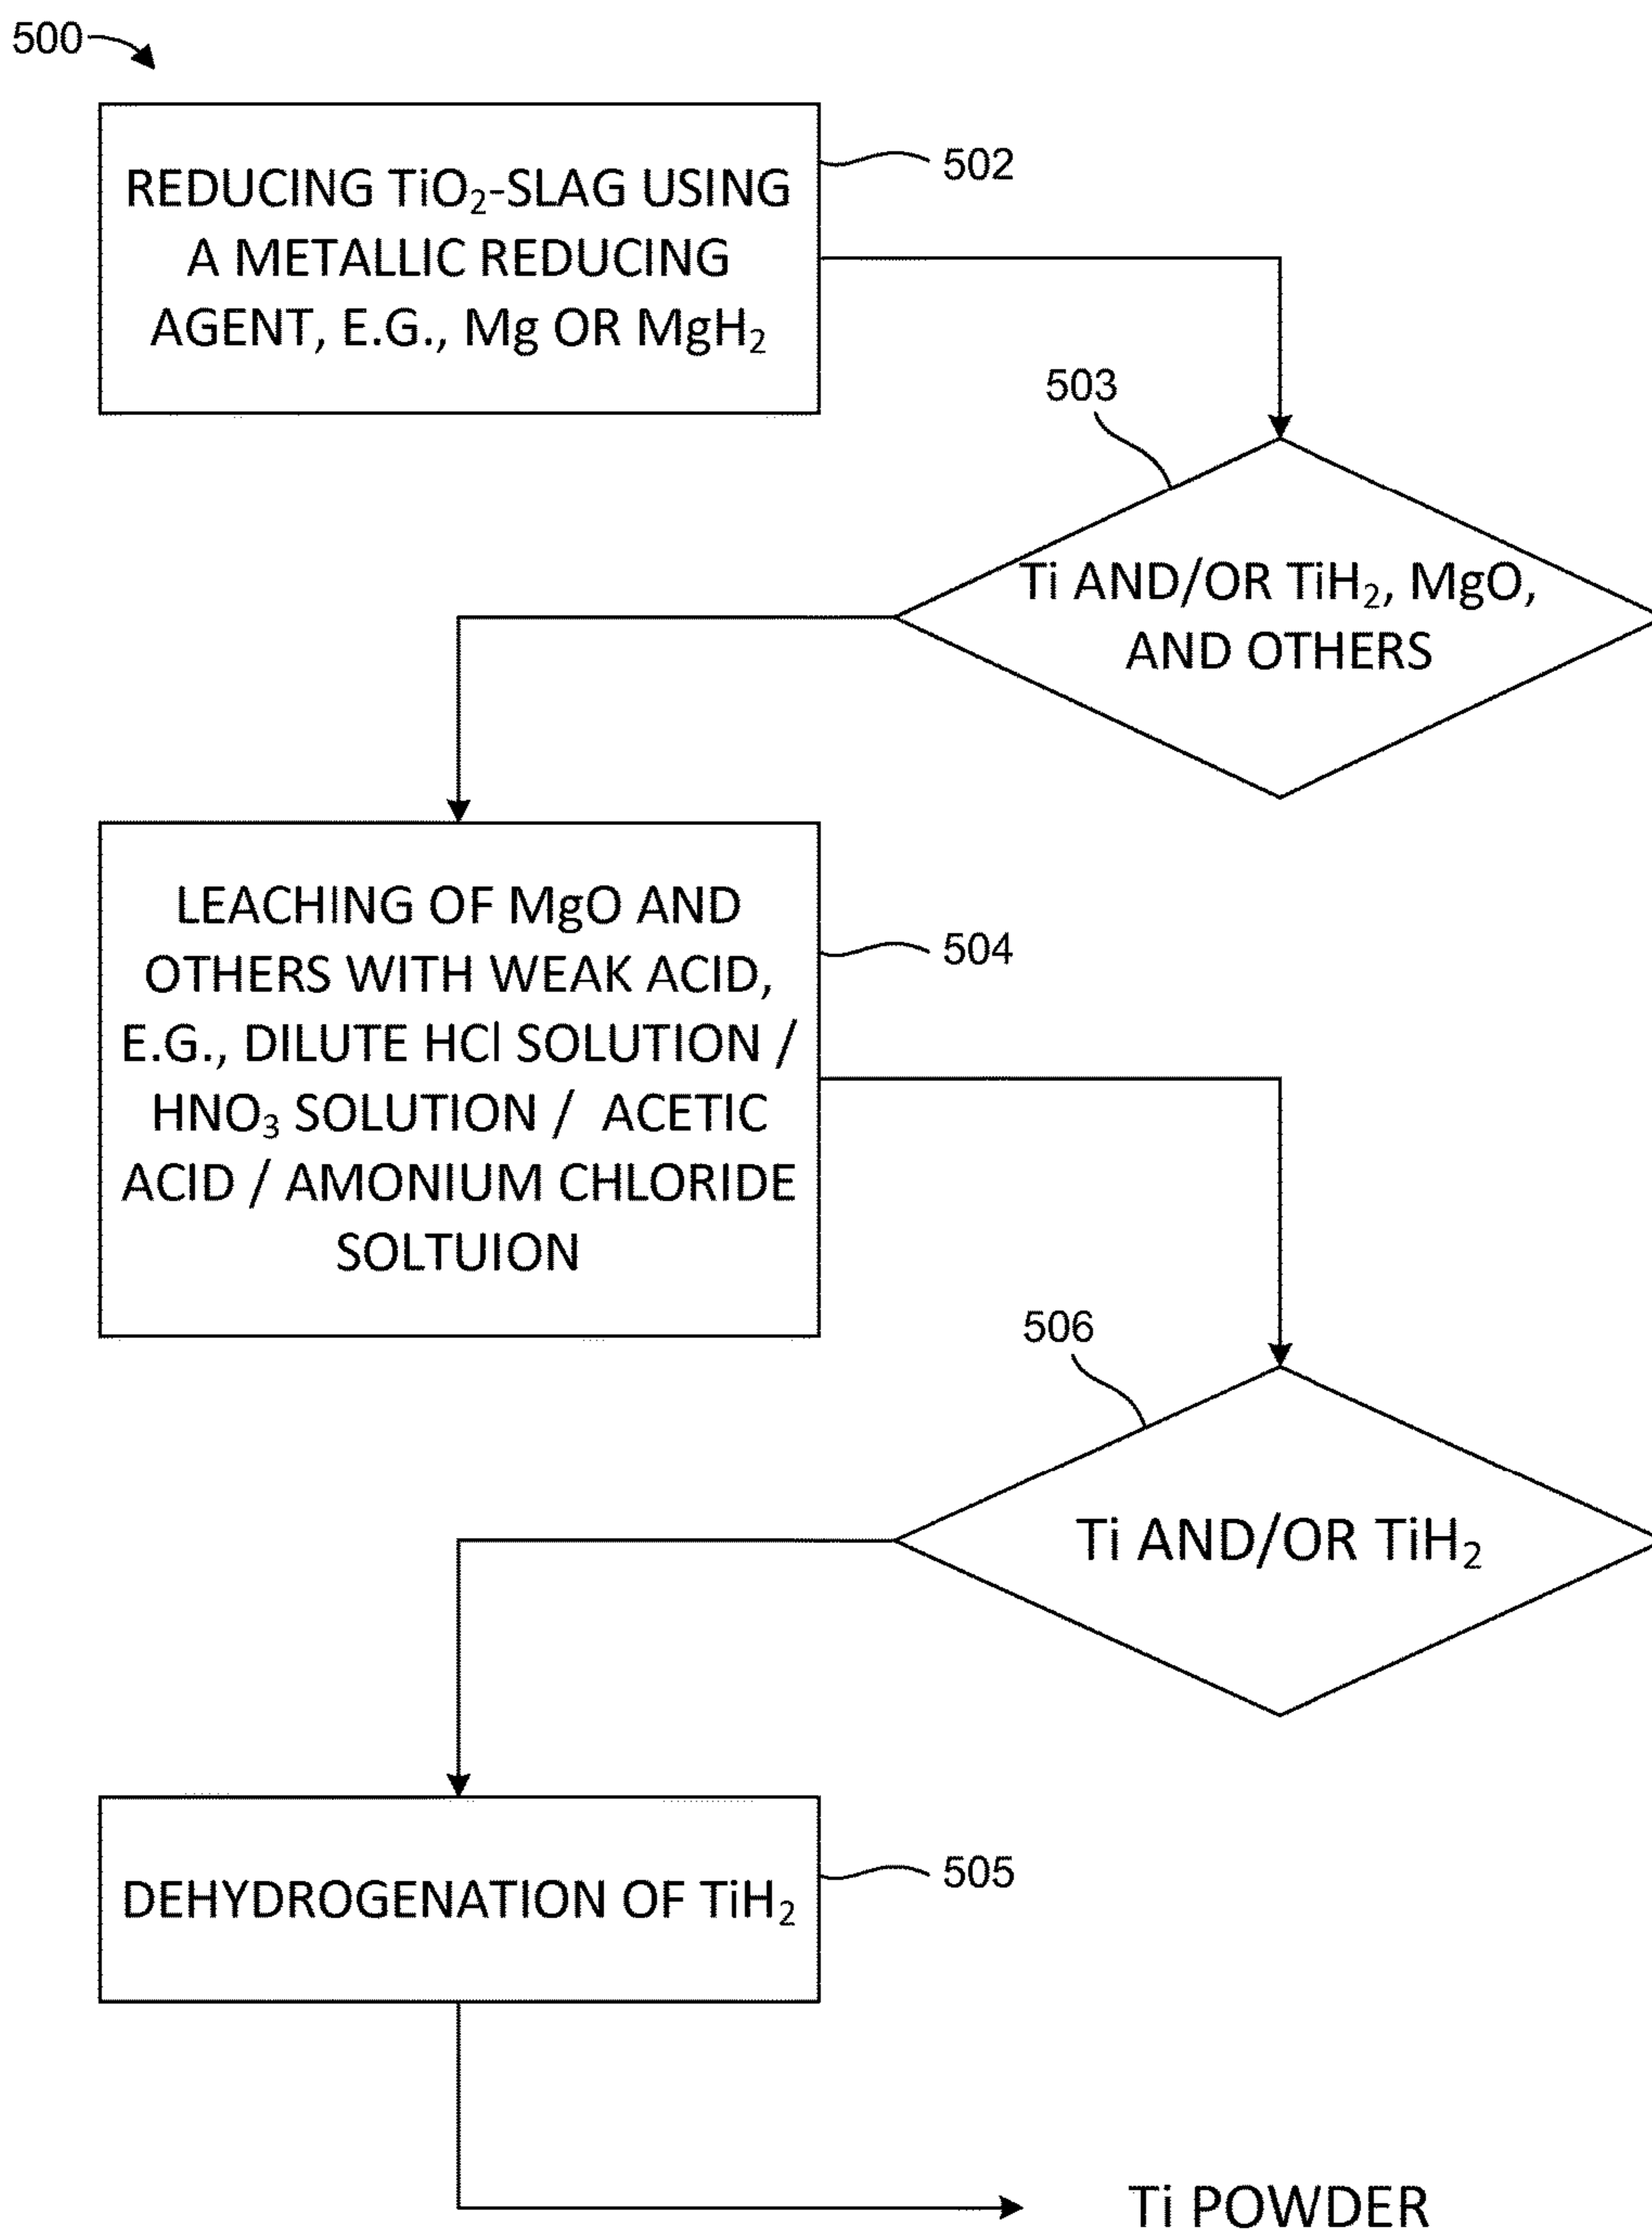 500
REDUCING TiO₂-SLAG USING
A METALLIC REDUCING
AGENT, E.G., Mg OR MgH₂
502
503
Ti AND/OR TiH₂, MgO,
AND OTHERS
LEACHING OF MgO AND
OTHERS WITH WEAK ACID,
E.G., DILUTE HCl SOLUTION /
HNO₃ SOLUTION / ACETIC
ACID / AMONIUM CHLORIDE
SOLTUION
504
506
Ti AND/OR TiH₂
DEHYDROGENATION OF TiH₂
505
Ti POWDER